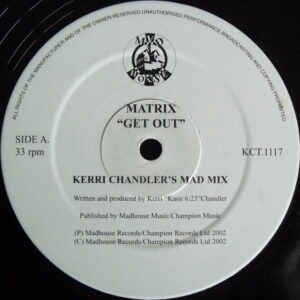 ALL RIGHTS OF THE MANUFACTURER AND OF THE OWNER RESERVED UNAUTHORISED PERFORMANCE BROADCASTING AND COPYING PROHIBITED
MAD
HOUSE
MATRIX
“GET OUT”
SIDE A.
33 rpm
KCT.1117
KERRI CHANDLER'S MAD MIX
Written and produced by Kerri "Kaoz 6:23"Chandler
Published by Madhouse Music/Champion Music
(P) Madhouse Records/Champion Records Ltd 2002
(C) Madhouse Records/Champion Records Ltd 2002